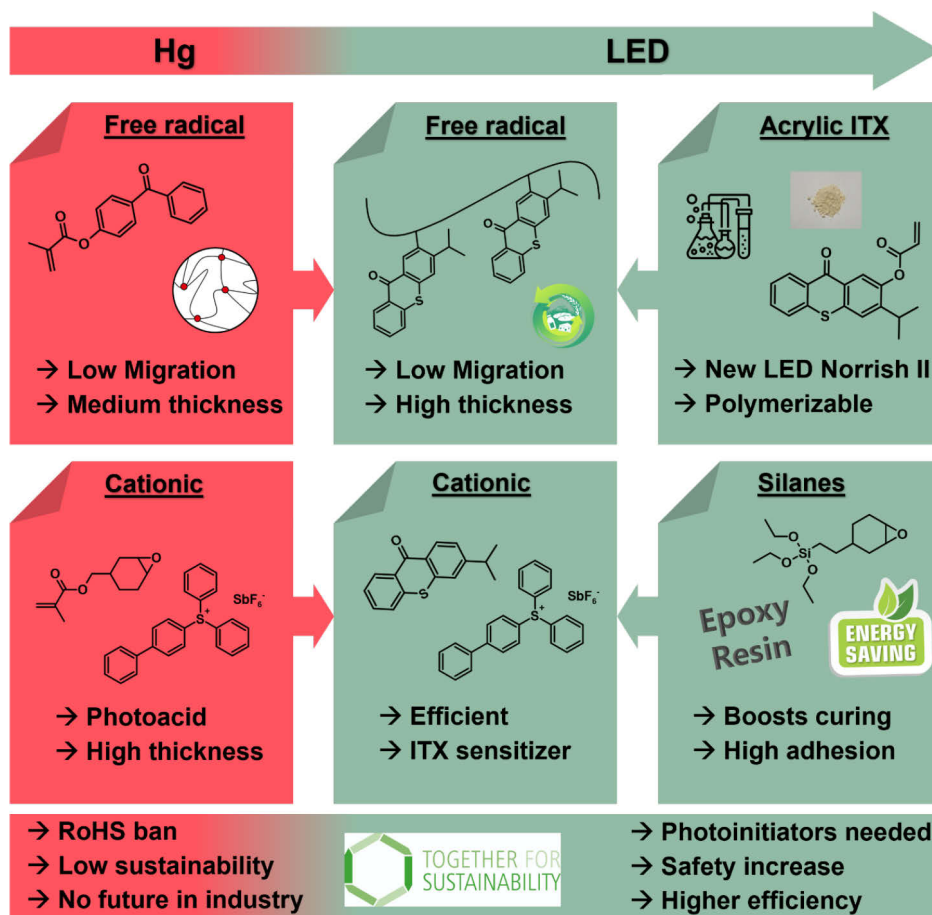 Hg
LED
Free radical
O
O
O
→ Low Migration
→ Medium thickness
Free radical
O
S
O
S
→ Low Migration
→ High thickness
Acrylic ITX
O
O
O
S
→ New LED Norrish II
→ Polymerizable
Cationic
O
O
O
SbF6-
S+
→ Photoacid
→ High thickness
Cationic
O
S
SbF6-
S+
→ Efficient
→ ITX sensitizer
Silanes
O
O
Si
O
O
Epoxy
Resin
ENERGY
SAVING
→ Boosts curing
→ High adhesion
→ RoHS ban
→ Low sustainability
→ No future in industry
TOGETHER FOR
SUSTAINABILITY
→ Photoinitiators needed
→ Safety increase
→ Higher efficiency